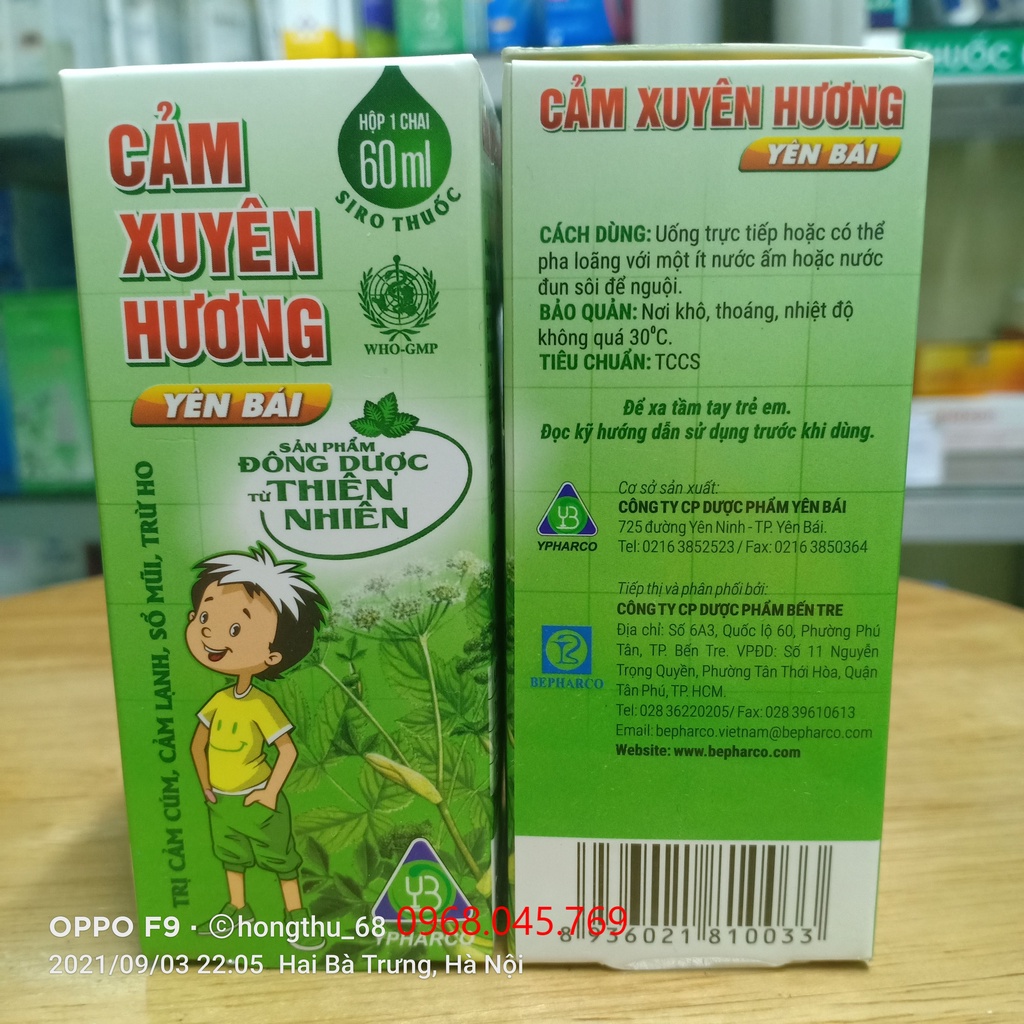 CẢM
XUYÊN
HƯƠNG
YÊN BÁI
HỘP 1 CHAI
60ml
SIRO THUỐC
WHO-GMP
SẢN PHẨM
ĐÔNG DƯỢC
TỪ THIÊN
NHIÊN
TRỊ CẢM CÚM, CẢM LẠNH, SỔ MŨI, TRỪ HO
YB
YPHARCO
CẢM XUYÊN HƯƠNG
YÊN BÁI
CÁCH DÙNG: Uống trực tiếp hoặc có thể
pha loãng với một ít nước ấm hoặc nước
đun sôi để nguội.
BẢO QUẢN: Nơi khô, thoáng, nhiệt độ
không quá 30⁰C.
TIÊU CHUẨN: TCCS
Để xa tầm tay trẻ em.
Đọc kỹ hướng dẫn sử dụng trước khi dùng.
YB
YPHARCO
Cơ sở sản xuất:
CÔNG TY CP DƯỢC PHẨM YÊN BÁI
725 đường Yên Ninh - TP. Yên Bái.
Tel: 0216 3852523 / Fax: 0216 3850364
Tiếp thị và phân phối bởi:
CÔNG TY CP DƯỢC PHẨM BẾN TRE
BEPHARCO
Địa chỉ: Số 6A3, Quốc lộ 60, Phường Phú
Tân, TP. Bến Tre. VPĐD: Số 11 Nguyễn
Trọng Quyền, Phường Tân Thới Hòa, Quận
Tân Phú, TP. HCM.
Tel: 028 36220205/ Fax: 028 39610613
Email: bepharco.vietnam@bepharco.com
Website: www.bepharco.com
8 936021 810033
OPPO F9 · ⓒhongthu_68 0968.045.769
2021/09/03 22:05 Hai Bà Trưng, Hà Nội